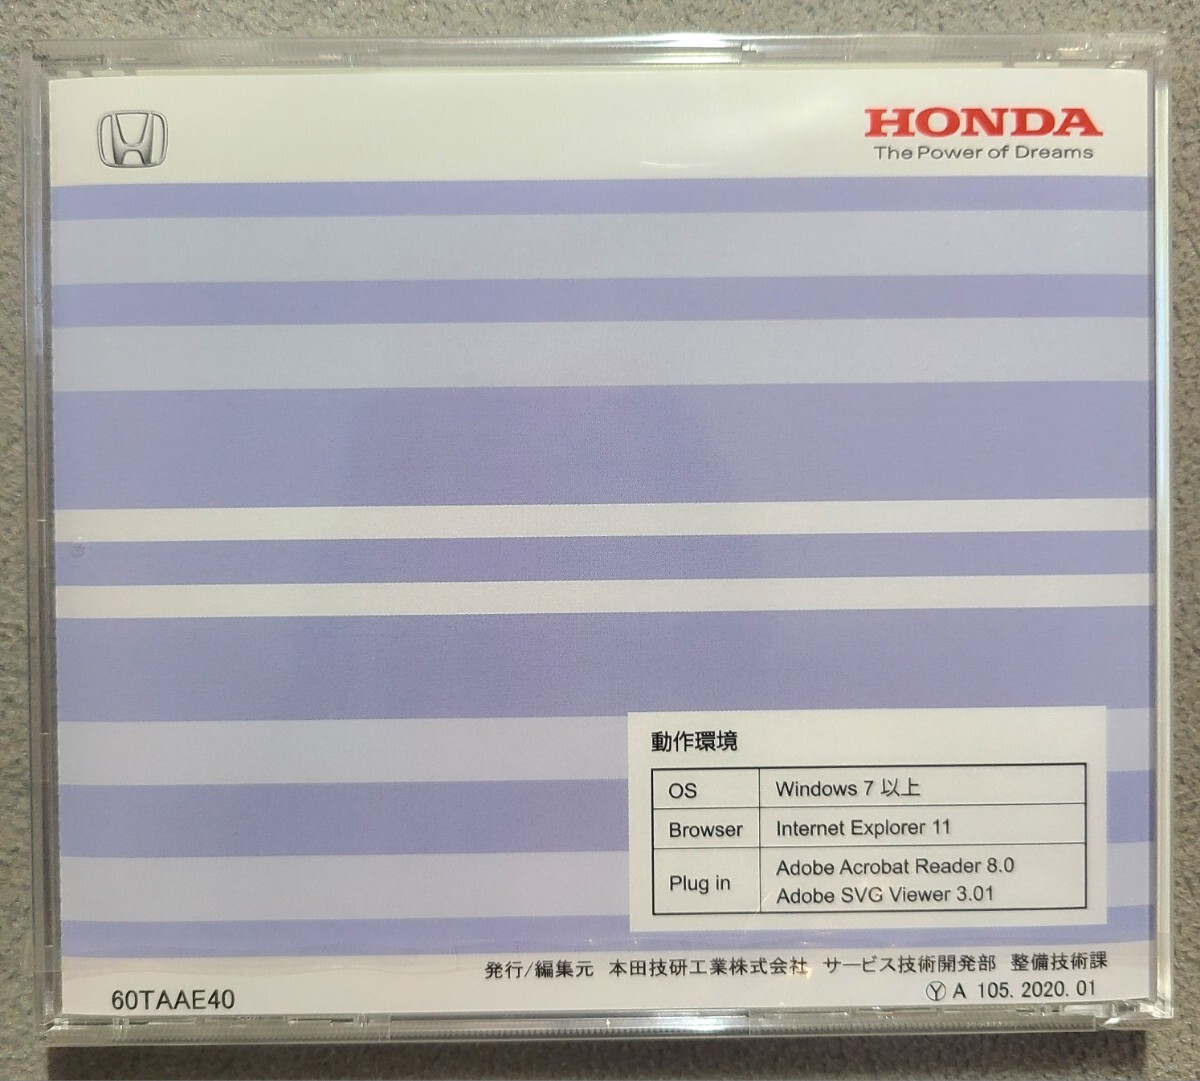 HONDA
The Power of Dreams
動作環境
OS Windows 7 以上
Browser Internet Explorer 11
Plug in Adobe Acrobat Reader 8.0
Adobe SVG Viewer 3.01
発行/編集元 本田技研工業株式会社 サービス技術開発部 整備技術課
Ⓨ A 105. 2020. 01
60TAAE40